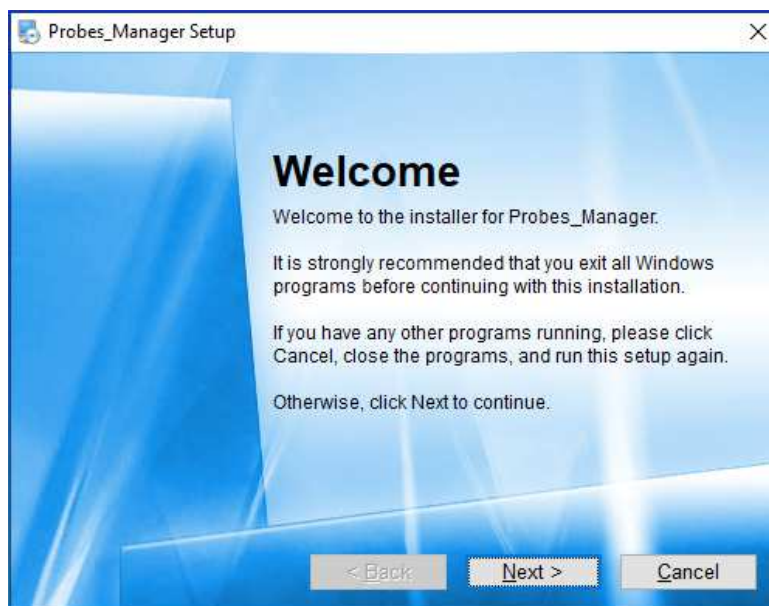 Probes_Manager Setup
Welcome
Welcome to the installer for Probes_Manager.
It is strongly recommended that you exit all Windows
programs before continuing with this installation.
If you have any other programs running, please click
Cancel, close the programs, and run this setup again.
Otherwise, click Next to continue.
< Back
Next >
Cancel